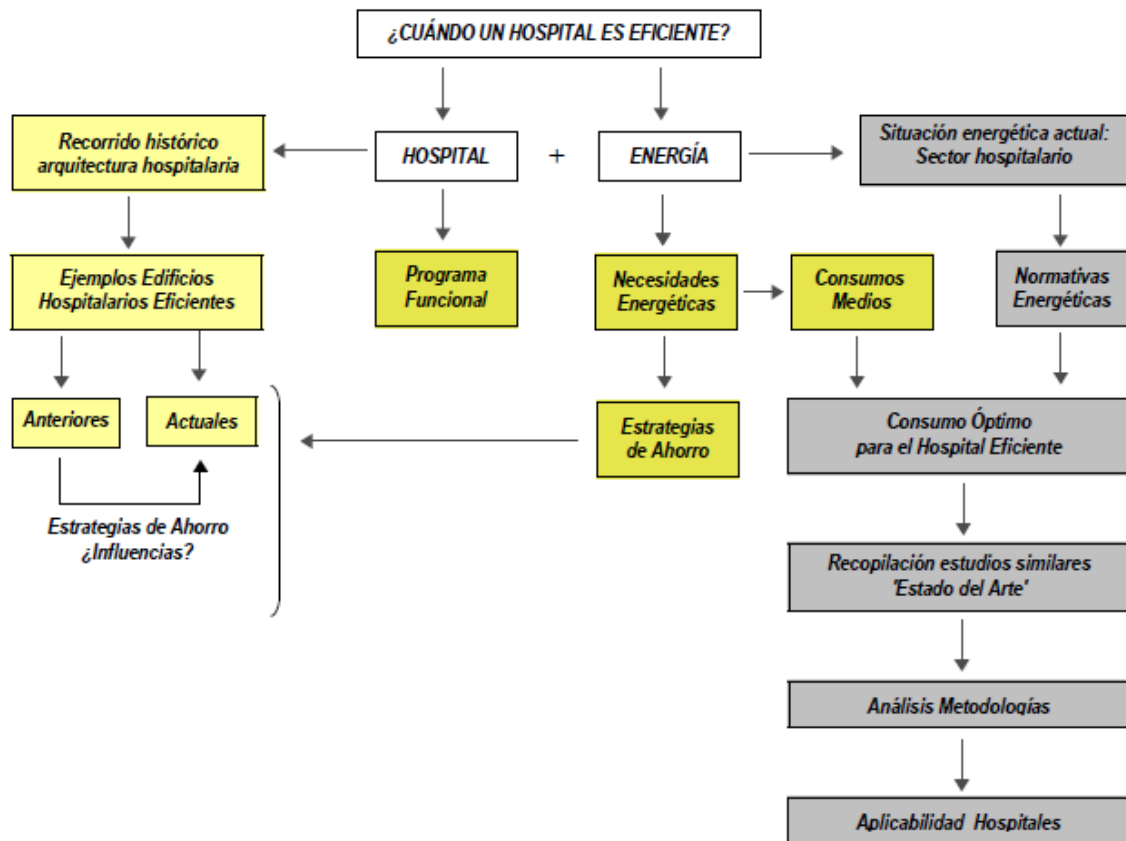 ¿CUÁNDO UN HOSPITAL ES EFICIENTE?
Recorrido histórico
arquitectura hospitalaria
HOSPITAL
+
ENERGÍA
Situación energética actual:
Sector hospitalario
Ejemplos Edificios
Hospitalarios Eficientes
Programa
Funcional
Necesidades
Energéticas
Consumos
Medios
Normativas
Energéticas
Anteriores
Actuales
Estrategias
de Ahorro
Consumo Óptimo
para el Hospital Eficiente
Estrategias de Ahorro
¿Influencias?
Recopilación estudios similares
'Estado del Arte'
Análisis Metodologías
Aplicabilidad Hospitales